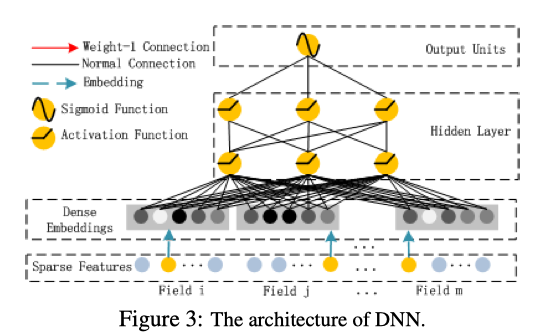 Weight-1 Connection
Normal Connection
Embedding
Sigmoid Function
Activation Function
Output Units
Hidden Layer
Dense
Embeddings
...
Sparse Features ... ... ... ...
Field i Field j ... Field m
Figure 3: The architecture of DNN.